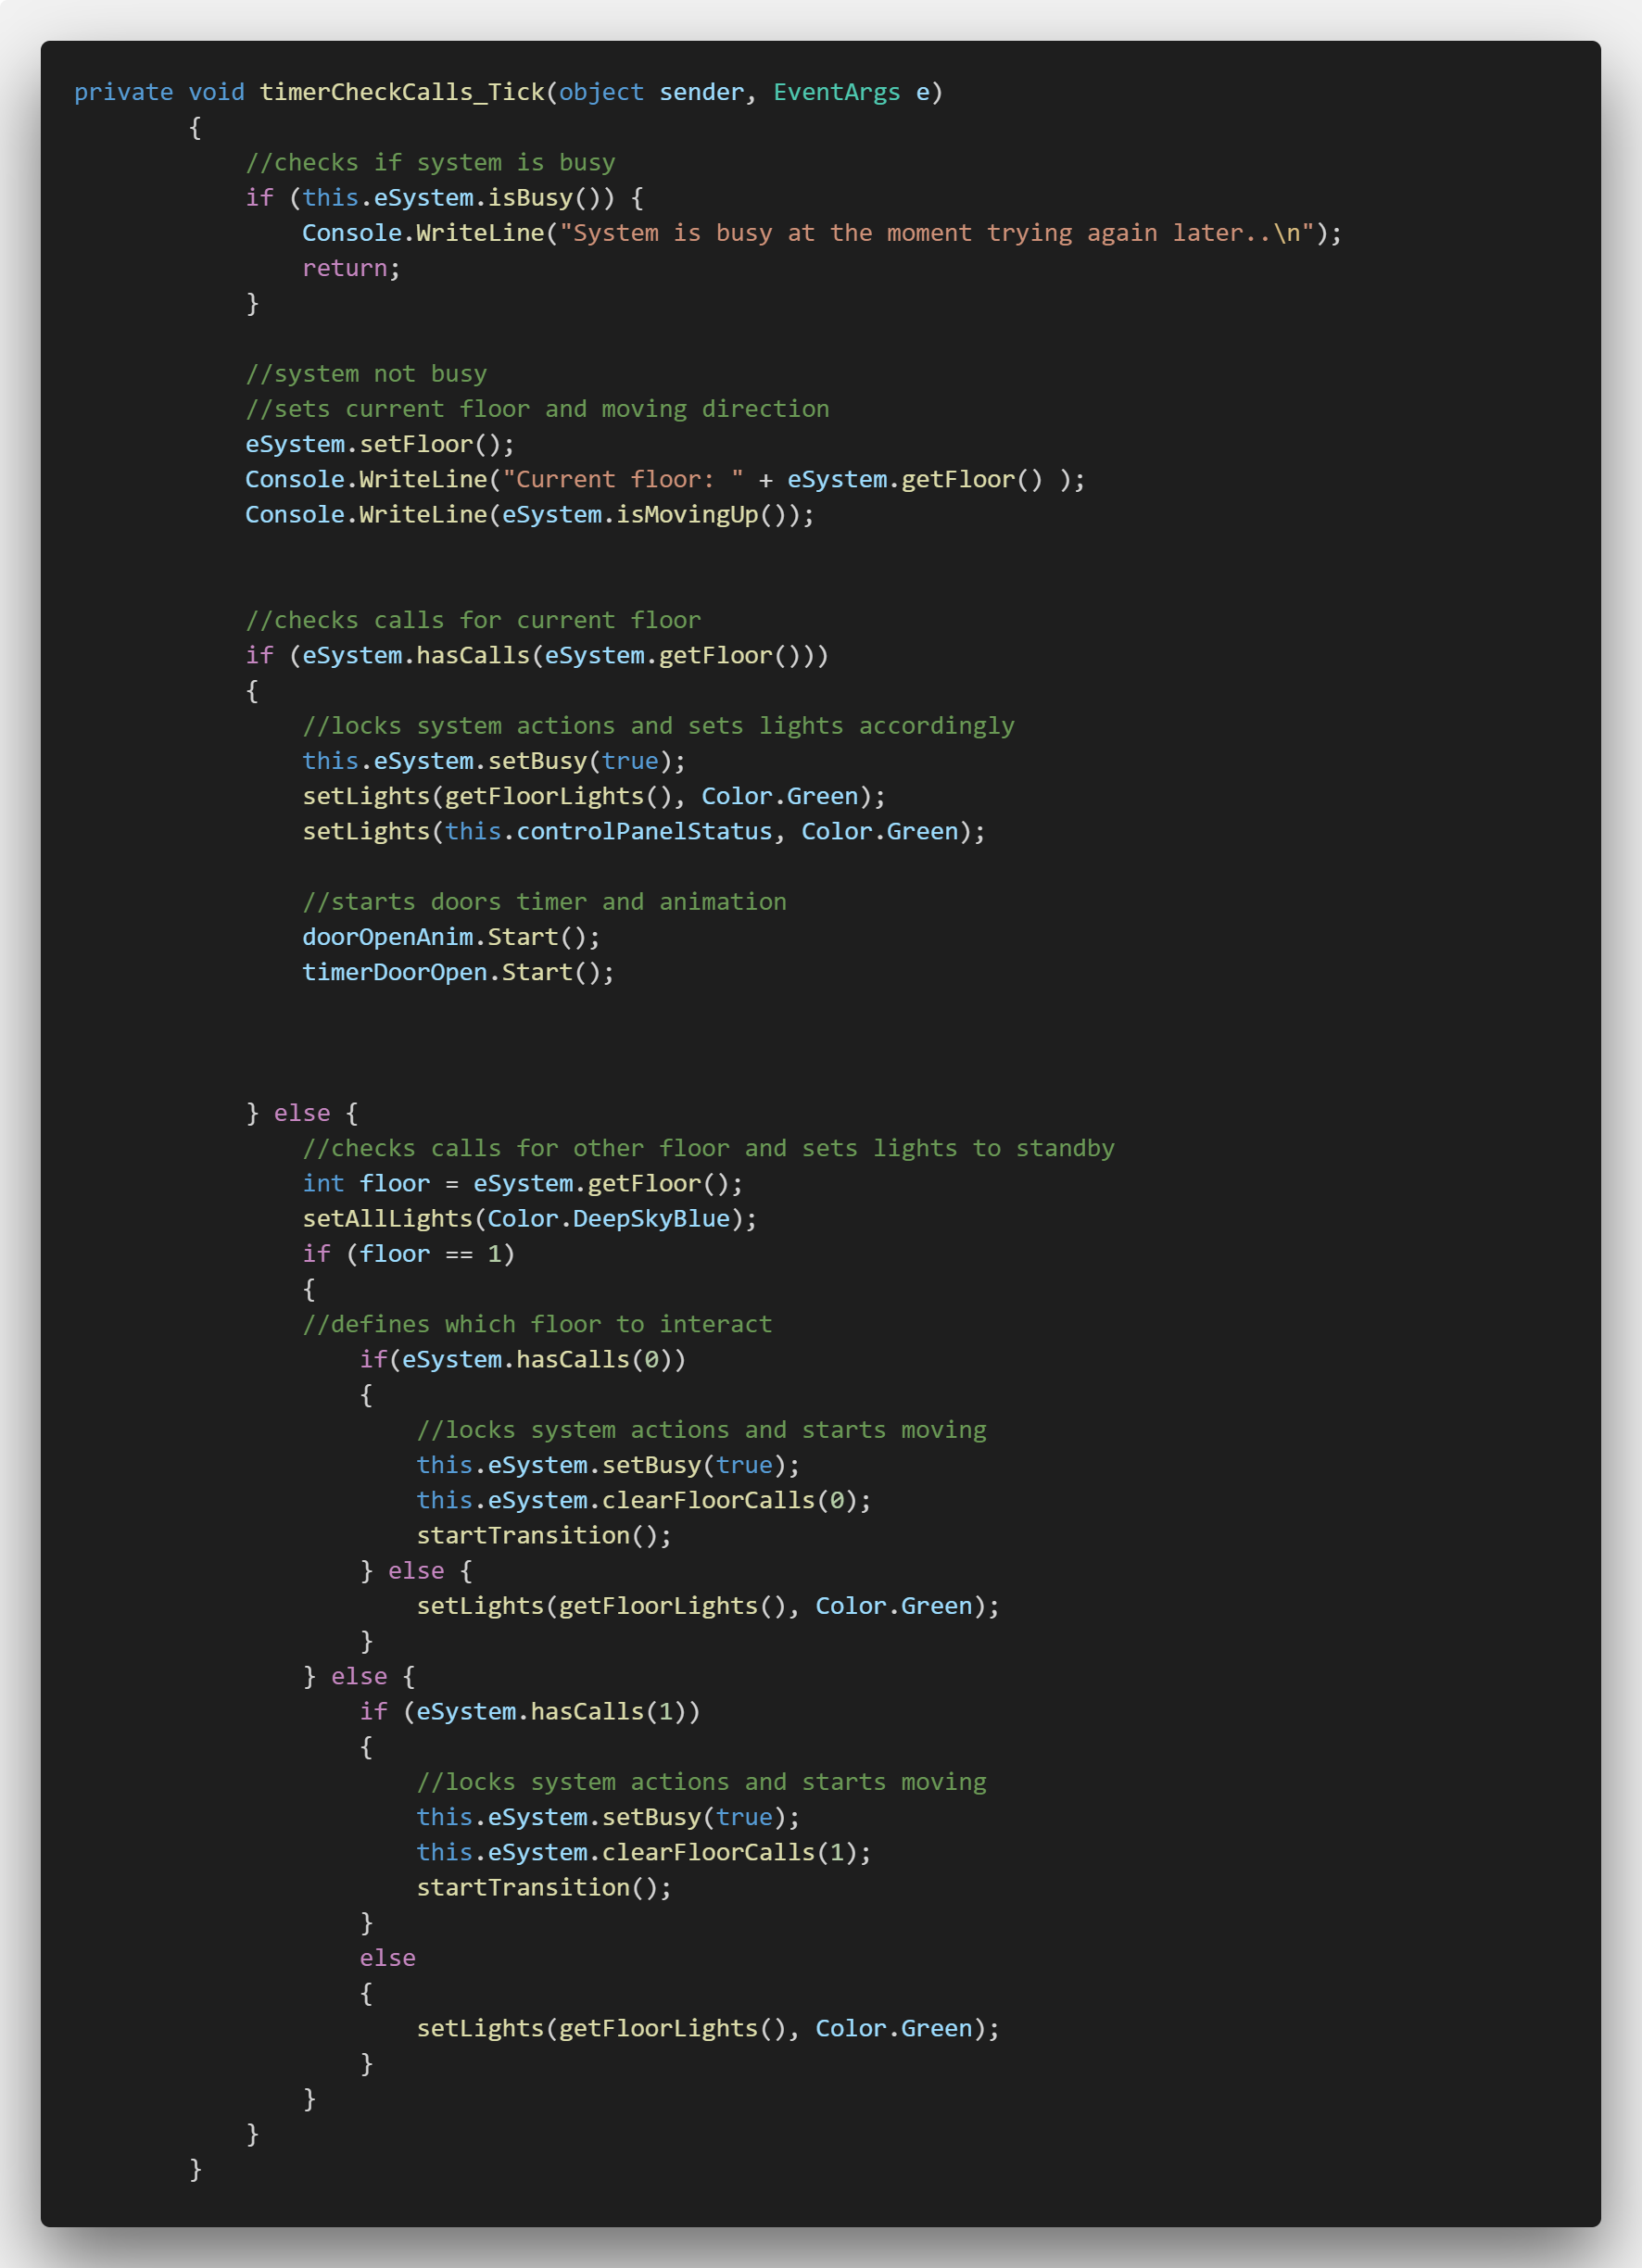 private void timerCheckCalls_Tick(object sender, EventArgs e)
        {
            //checks if system is busy
            if (this.eSystem.isBusy()) {
                Console.WriteLine("System is busy at the moment trying again later..\n");
                return;
            }

            //system not busy
            //sets current floor and moving direction
            eSystem.setFloor();
            Console.WriteLine("Current floor: " + eSystem.getFloor() );
            Console.WriteLine(eSystem.isMovingUp());


            //checks calls for current floor
            if (eSystem.hasCalls(eSystem.getFloor()))
            {
                //locks system actions and sets lights accordingly
                this.eSystem.setBusy(true);
                setLights(getFloorLights(), Color.Green);
                setLights(this.controlPanelStatus, Color.Green);

                //starts doors timer and animation
                doorOpenAnim.Start();
                timerDoorOpen.Start();



            } else {
                //checks calls for other floor and sets lights to standby
                int floor = eSystem.getFloor();
                setAllLights(Color.DeepSkyBlue);
                if (floor == 1)
                {
                //defines which floor to interact
                    if(eSystem.hasCalls(0))
                    {
                        //locks system actions and starts moving
                        this.eSystem.setBusy(true);
                        this.eSystem.clearFloorCalls(0);
                        startTransition();
                    } else {
                        setLights(getFloorLights(), Color.Green);
                    }
                } else {
                    if (eSystem.hasCalls(1))
                    {
                        //locks system actions and starts moving
                        this.eSystem.setBusy(true);
                        this.eSystem.clearFloorCalls(1);
                        startTransition();
                    }
                    else
                    {
                        setLights(getFloorLights(), Color.Green);
                    }
                }
            }
        }